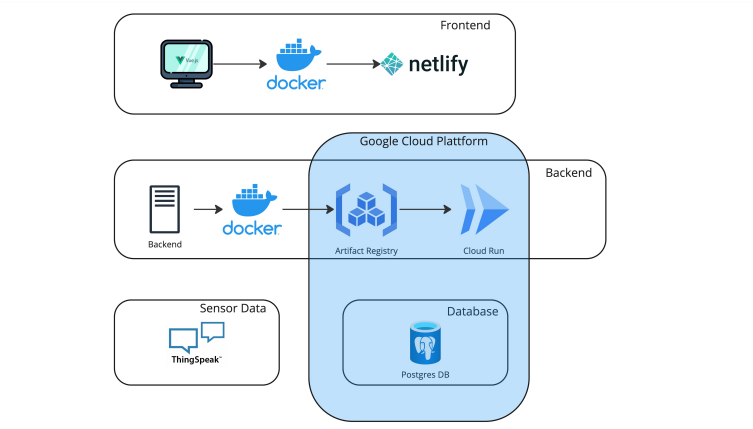 Frontend
Vue.js
docker
netlify
Google Cloud Plattform
Backend
Backend
docker
Artifact Registry
Cloud Run
Sensor Data
ThingSpeak™
Database
Postgres DB